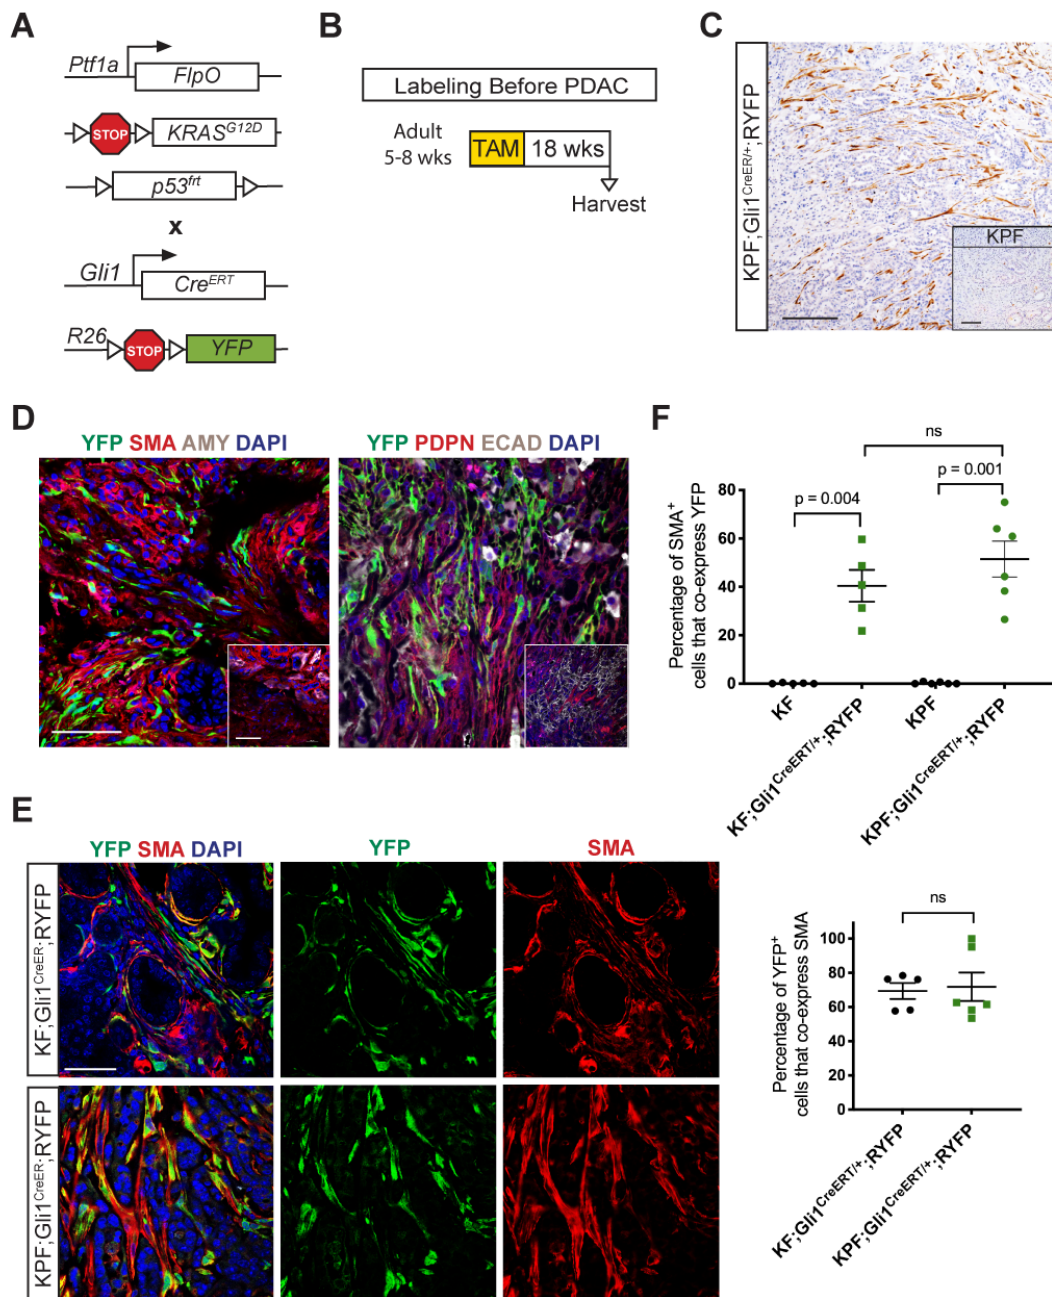 A
Ptf1a
FlpO
STOP
KRAS^G12D
p53^frt
x
Gli1
Cre^ERT
R26
STOP
YFP
B
Labeling Before PDAC
Adult
5-8 wks
TAM
18 wks
Harvest
C
KPF;Gli1^CreER/+;RYFP
KPF
D
YFP SMA AMY DAPI
YFP PDPN ECAD DAPI
E
YFP SMA DAPI
YFP
SMA
KF;Gli1^CreER;RYFP
KPF;Gli1^CreER;RYFP
F
ns
p = 0.004
p = 0.001
Percentage of SMA+
cells that co-express YFP
80
60
40
20
0
KF
KF;Gli1^CreERT/+;RYFP
KPF
KPF;Gli1^CreERT/+;RYFP
ns
Percentage of YFP+
cells that co-express SMA
100
80
60
40
20
0
KF;Gli1^CreERT/+;RYFP
KPF;Gli1^CreERT/+;RYFP